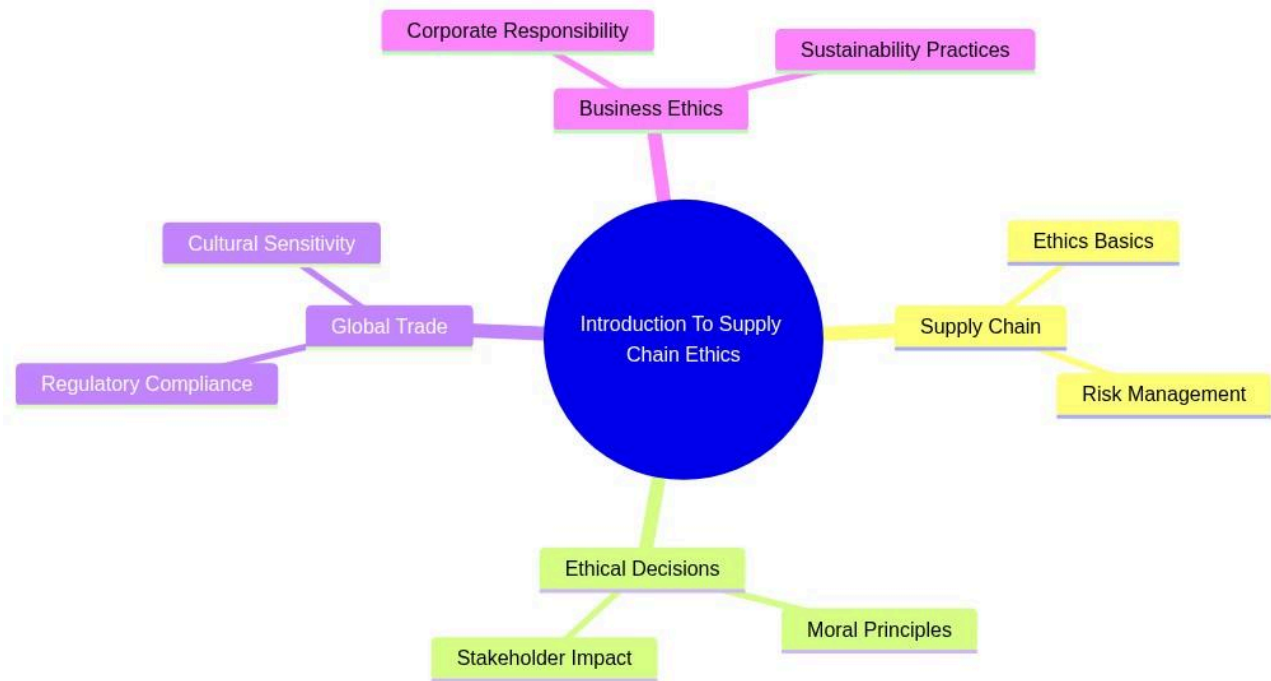 Corporate Responsibility
Sustainability Practices
Business Ethics
Cultural Sensitivity
Ethics Basics
Global Trade
Introduction To Supply
Chain Ethics
Supply Chain
Regulatory Compliance
Risk Management
Ethical Decisions
Moral Principles
Stakeholder Impact